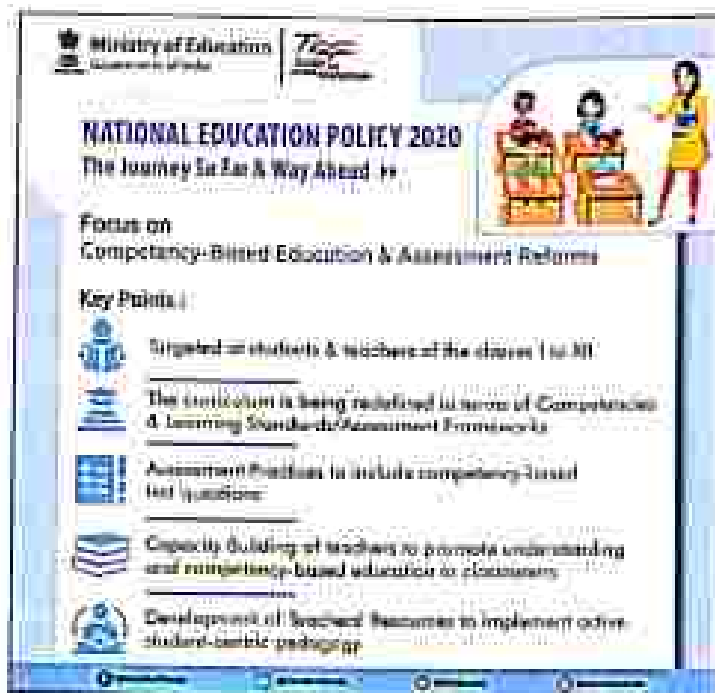 Ministry of Education
Government of India
NATIONAL EDUCATION POLICY 2020
The Journey So Far & Way Ahead
Focus on
Competency-Based Education & Assessment Reforms
Key Points:
Targeted at students & teachers of the classes I to XII
The curriculum is being redefined in terms of Competencies
& Learning Standards/Assessment Frameworks
Assessment Practices to include competency-based
test questions
Capacity Building of teachers to promote understanding
and competency-based education in classrooms
Development of Teachers' Resources to implement active
student-centric pedagogy